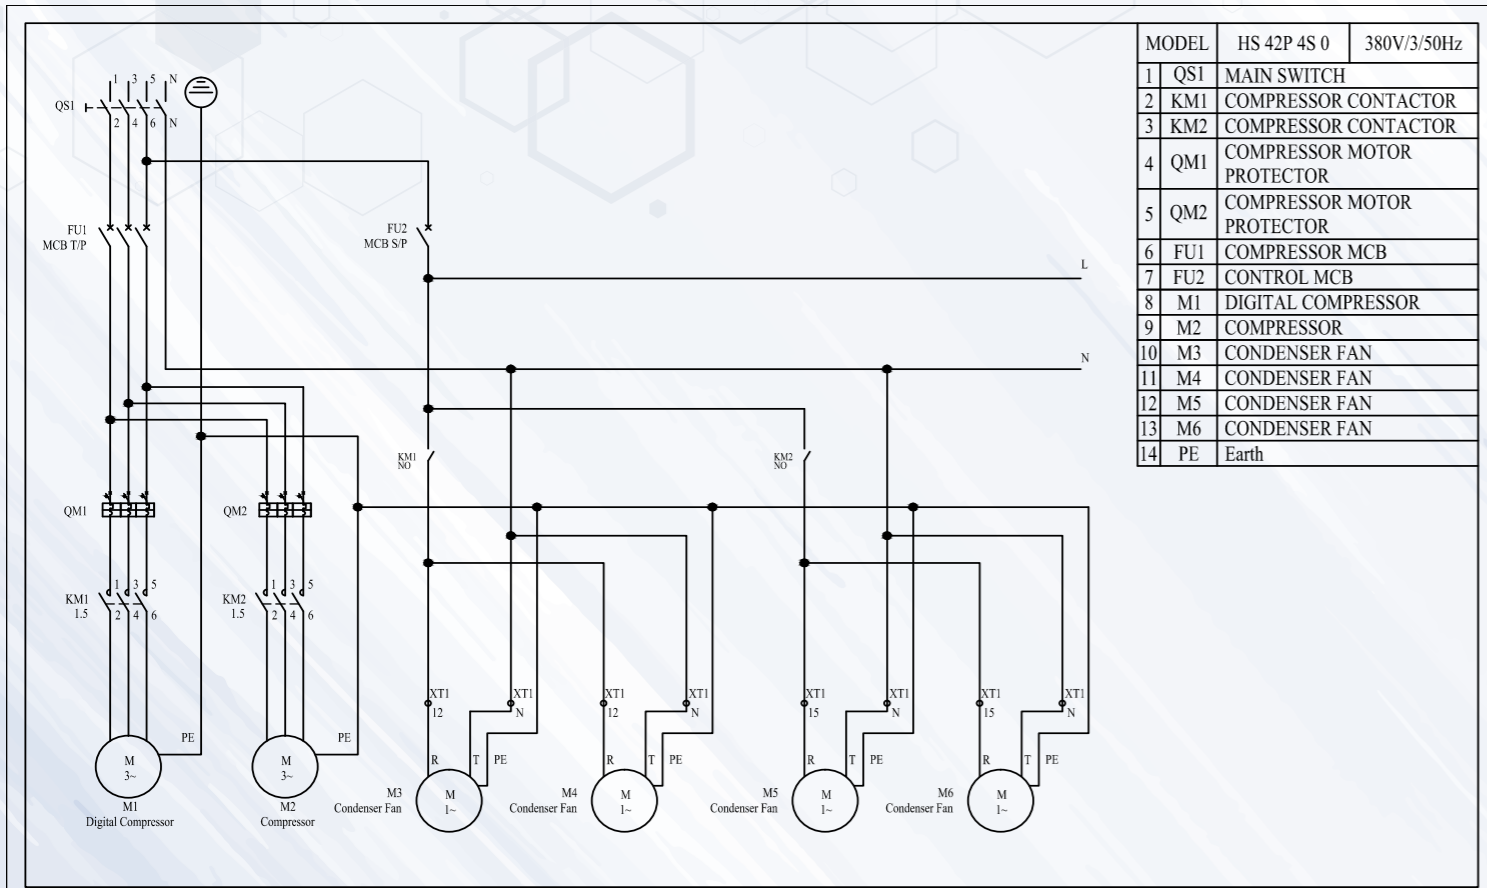 MODEL HS 42P 4S 0 380V/3/50Hz
1 QS1 MAIN SWITCH
2 KM1 COMPRESSOR CONTACTOR
3 KM2 COMPRESSOR CONTACTOR
4 QM1 COMPRESSOR MOTOR
PROTECTOR
5 QM2 COMPRESSOR MOTOR
PROTECTOR
6 FU1 COMPRESSOR MCB
7 FU2 CONTROL MCB
8 M1 DIGITAL COMPRESSOR
9 M2 COMPRESSOR
10 M3 CONDENSER FAN
11 M4 CONDENSER FAN
12 M5 CONDENSER FAN
13 M6 CONDENSER FAN
14 PE Earth
1 3 5 N
QS1
2 4 6 N
FU1
MCB T/P
FU2
MCB S/P
L
N
KM1
NO
KM2
NO
QM1
QM2
1 3 5
KM1
1.5
2 4 6
1 3 5
KM2
1.5
2 4 6
XT1
12
XT1
N
XT1
12
XT1
N
XT1
15
XT1
N
XT1
15
XT1
N
PE
PE
R T PE
R T PE
R T PE
R T PE
M
3~
M1
Digital Compressor
M
3~
M2
Compressor
M3
Condenser Fan
M
1~
M4
Condenser Fan
M
1~
M5
Condenser Fan
M
1~
M6
Condenser Fan
M
1~